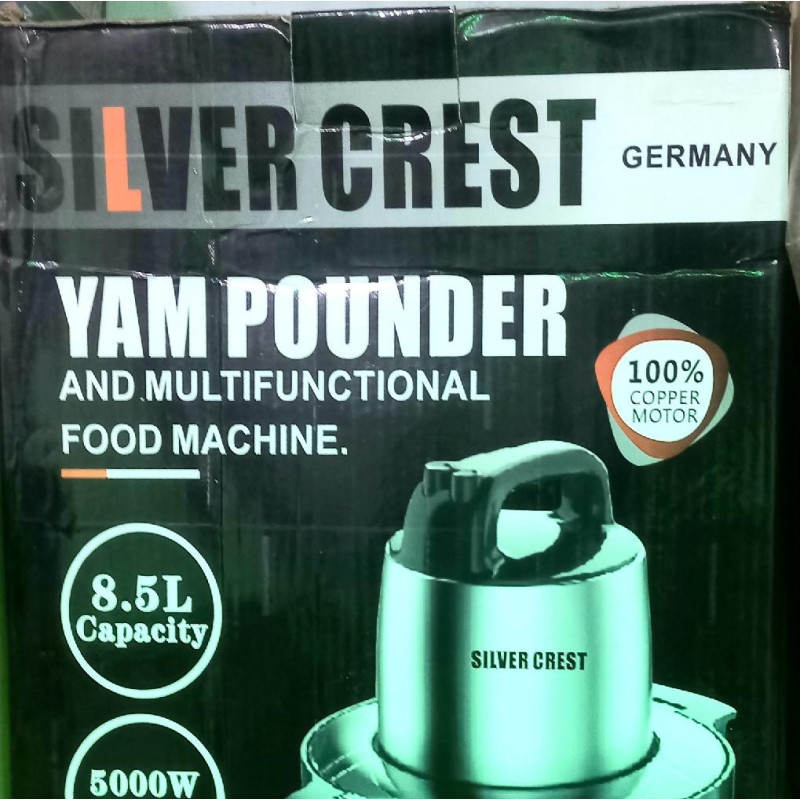 SILVER CREST GERMANY
YAM POUNDER
AND MULTIFUNCTIONAL
FOOD MACHINE.
100%
COPPER
MOTOR
8.5L
Capacity
SILVER CREST
5000W